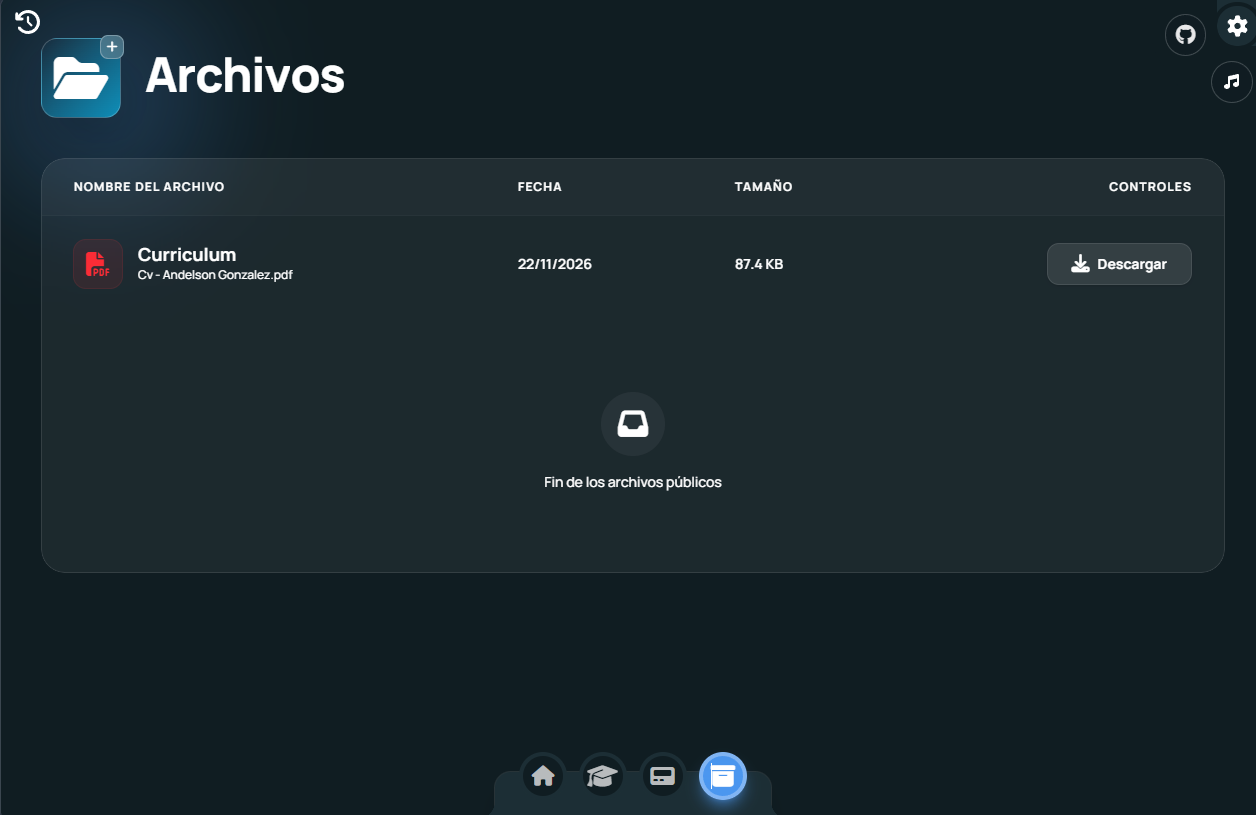 Archivos
NOMBRE DEL ARCHIVO FECHA TAMAÑO CONTROLES
Curriculum
Cv - Andelson Gonzalez.pdf
PDF
22/11/2026 87.4 KB Descargar
Fin de los archivos públicos